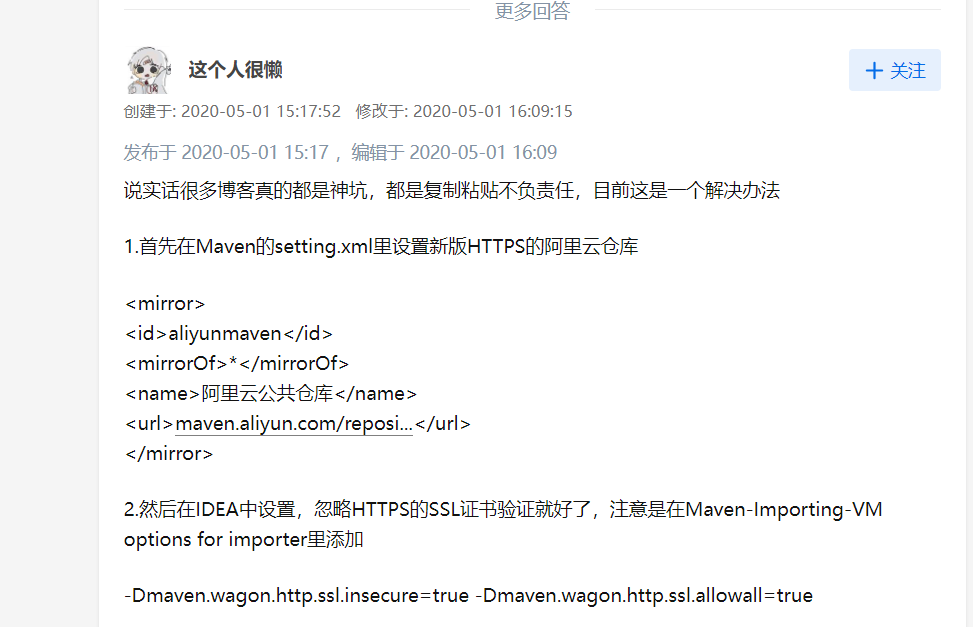 更多回答
这个人很懒
+ 关注
创建于: 2020-05-01 15:17:52 修改于: 2020-05-01 16:09:15
发布于 2020-05-01 15:17 ，编辑于 2020-05-01 16:09
说实话很多博客真的都是神坑，都是复制粘贴不负责任，目前这是一个解决办法
1.首先在Maven的setting.xml里设置新版HTTPS的阿里云仓库
<mirror>
<id>aliyunmaven</id>
<mirrorOf>*</mirrorOf>
<name>阿里云公共仓库</name>
<url>maven.aliyun.com/reposi...</url>
</mirror>
2.然后在IDEA中设置，忽略HTTPS的SSL证书验证就好了，注意是在Maven-Importing-VM
options for importer里添加
-Dmaven.wagon.http.ssl.insecure=true -Dmaven.wagon.http.ssl.allowall=true